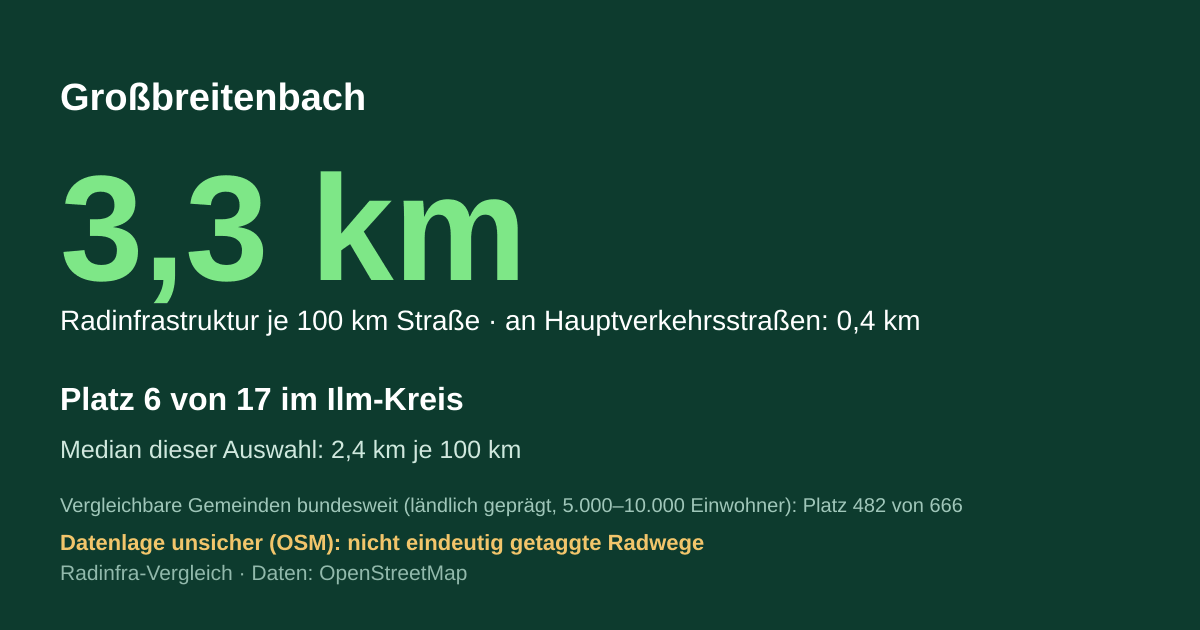 Großbreitenbach
3,3 km
Radinfrastruktur je 100 km Straße · an Hauptverkehrsstraßen: 0,4 km
Platz 6 von 17 im Ilm-Kreis
Median dieser Auswahl: 2,4 km je 100 km
Vergleichbare Gemeinden bundesweit (ländlich geprägt, 5.000–10.000 Einwohner): Platz 482 von 666
Datenlage unsicher (OSM): nicht eindeutig getaggte Radwege
Radinfra-Vergleich · Daten: OpenStreetMap